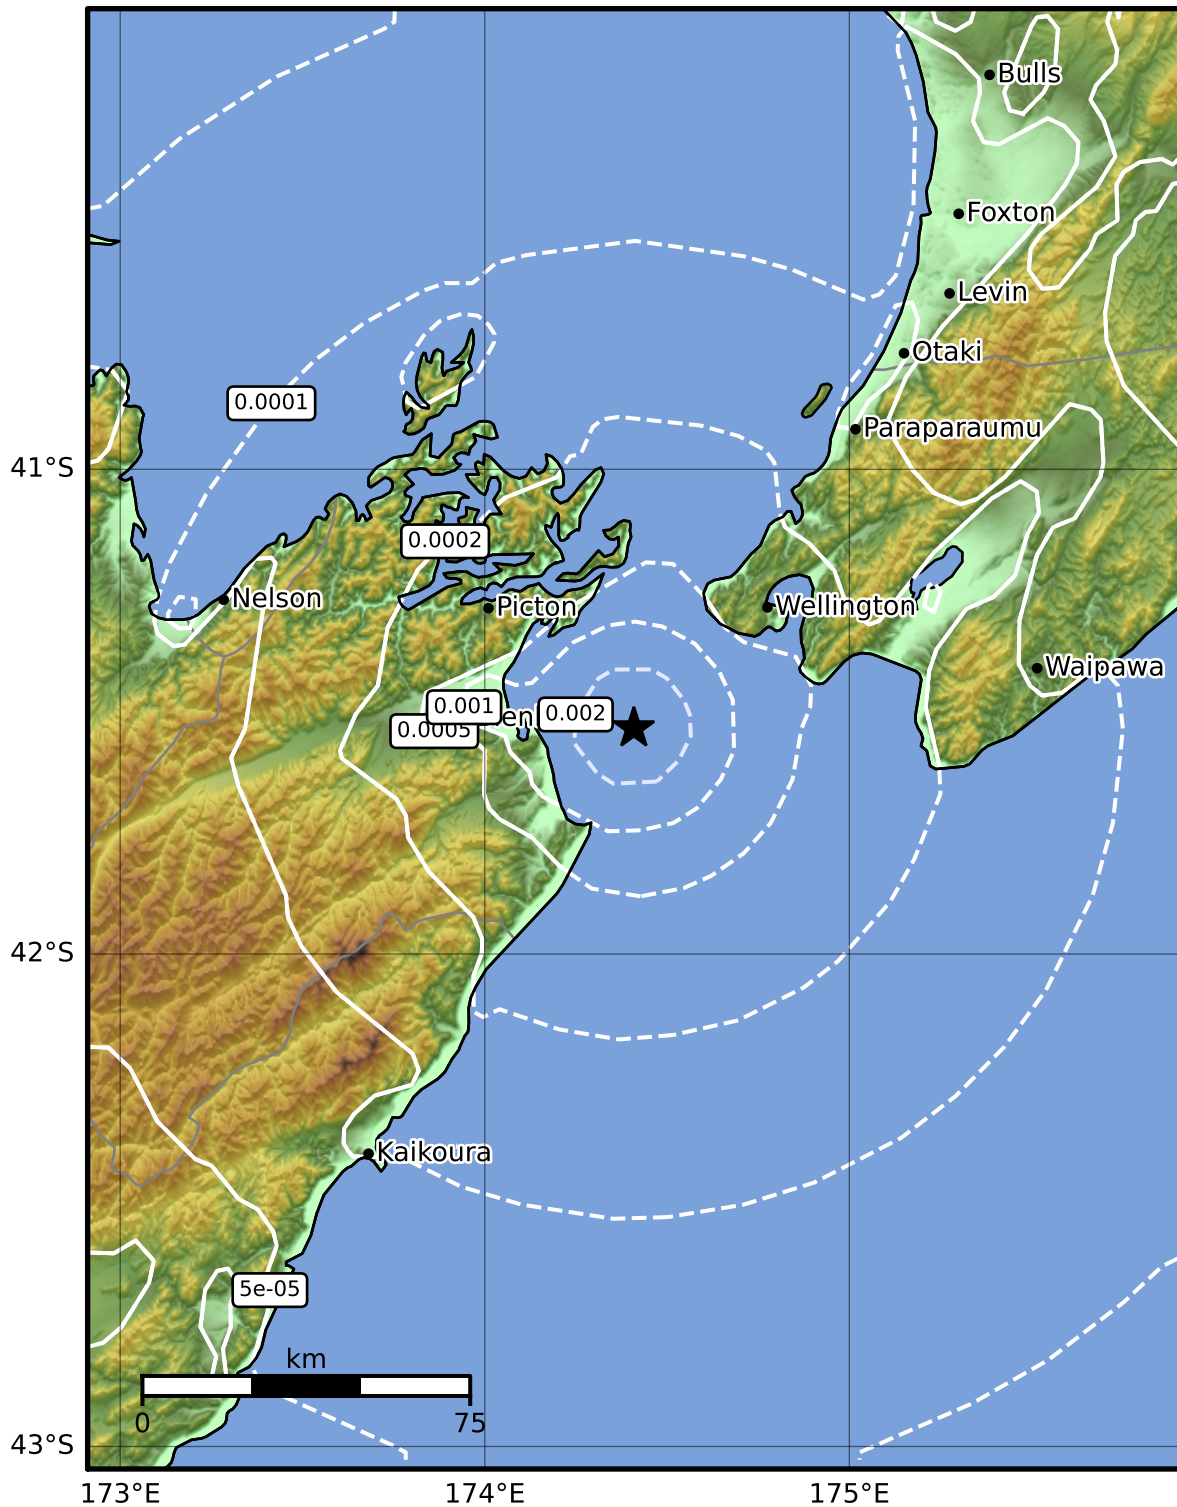 Bulls
Foxton
Levin
Otaki
0.0001
Paraparaumu
41°S
0.0002
Nelson
Picton
Wellington
Waipawa
0.001
0.002
0.0005
42°S
Kaikoura
5e-05
km
0
75
43°S
173°E
174°E
175°E